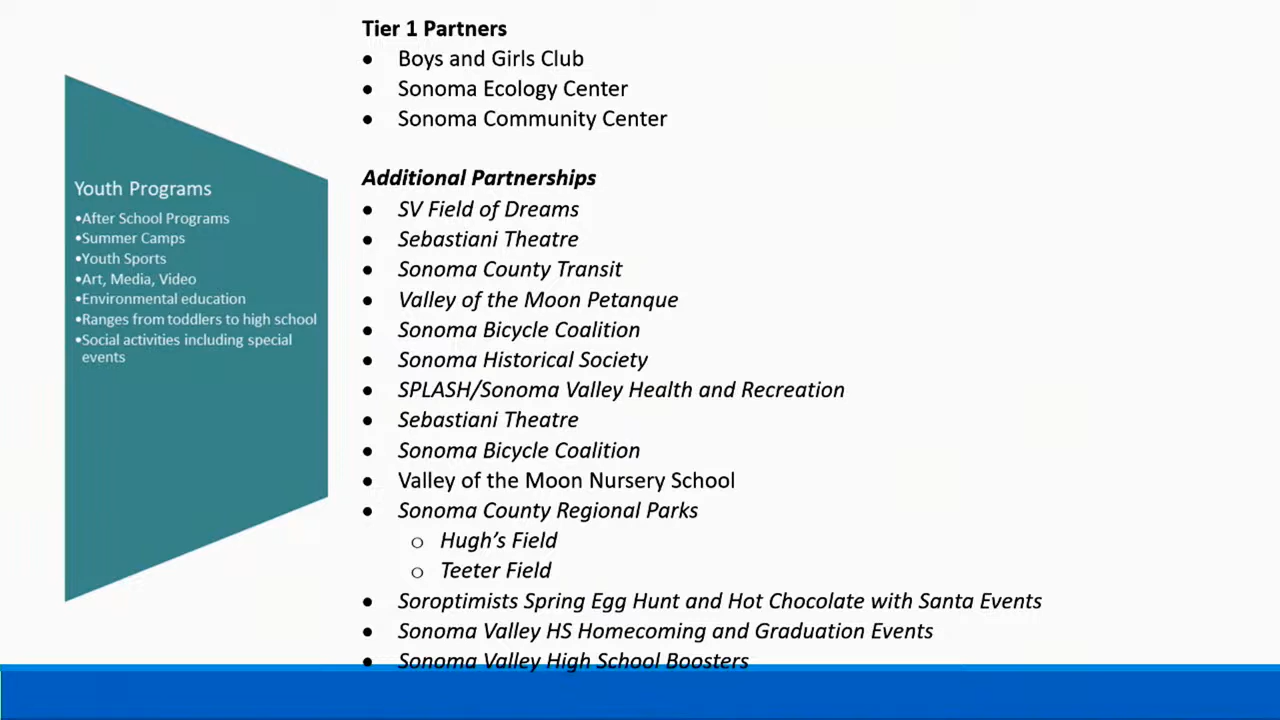 Youth Programs
•After School Programs
•Summer Camps
•Youth Sports
•Art, Media, Video
•Environmental education
•Ranges from toddlers to high school
•Social activities including special
events
Tier 1 Partners
• Boys and Girls Club
• Sonoma Ecology Center
• Sonoma Community Center
Additional Partnerships
• SV Field of Dreams
• Sebastiani Theatre
• Sonoma County Transit
• Valley of the Moon Petanque
• Sonoma Bicycle Coalition
• Sonoma Historical Society
• SPLASH/Sonoma Valley Health and Recreation
• Sebastiani Theatre
• Sonoma Bicycle Coalition
• Valley of the Moon Nursery School
• Sonoma County Regional Parks
o Hugh's Field
o Teeter Field
• Soroptimists Spring Egg Hunt and Hot Chocolate with Santa Events
• Sonoma Valley HS Homecoming and Graduation Events
• Sonoma Valley High School Boosters